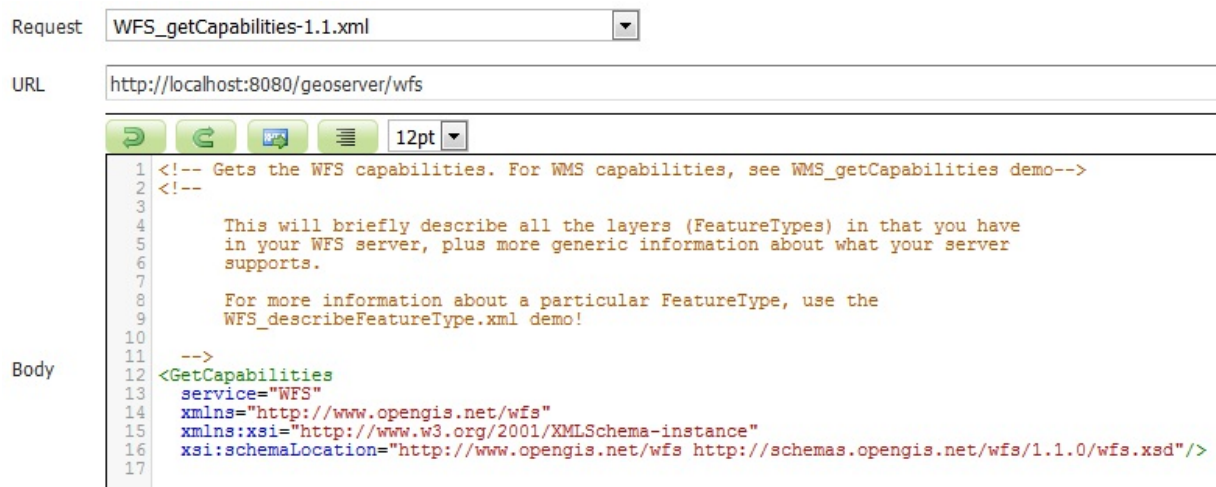 Request WFS_getCapabilities-1.1.xml
URL http://localhost:8080/geoserver/wfs
12pt
1 <!-- Gets the WFS capabilities. For WMS capabilities, see WMS_getCapabilities demo-->
2 <!--
3
4 This will briefly describe all the layers (FeatureTypes) in that you have
5 in your WFS server, plus more generic information about what your server
6 supports.
7
8 For more information about a particular FeatureType, use the
9 WFS_describeFeatureType.xml demo!
10
11 -->
Body
12 <GetCapabilities
13 service="WFS"
14 xmlns="http://www.opengis.net/wfs"
15 xmlns:xsi="http://www.w3.org/2001/XMLSchema-instance"
16 xsi:schemaLocation="http://www.opengis.net/wfs http://schemas.opengis.net/wfs/1.1.0/wfs.xsd"/>
17